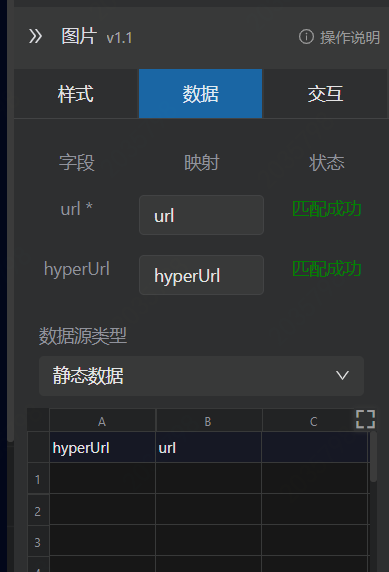 图片 v1.1 操作说明
样式 数据 交互
字段 映射 状态
url * url 匹配成功
hyperUrl hyperUrl 匹配成功
数据源类型
静态数据
A B C
hyperUrl url
1
2
3